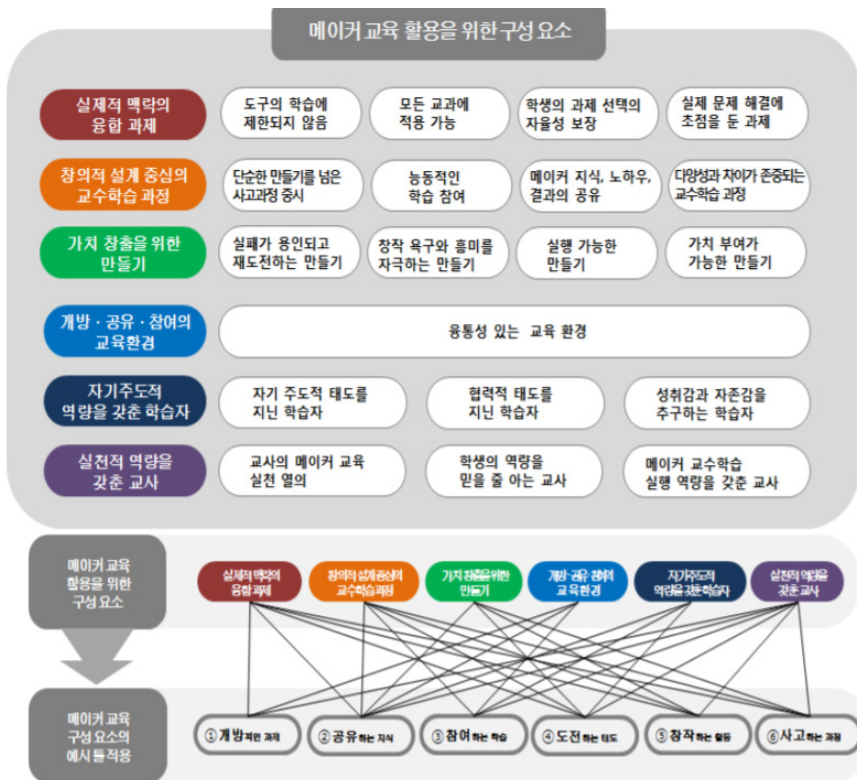 메이커 교육 활용을 위한 구성 요소
실제적 맥락의
융합 과제
도구의 학습에
제한되지 않음
모든 교과에
적용 가능
학생의 과제 선택의
자율성 보장
실제 문제 해결에
초점을 둔 과제
창의적 설계 중심의
교수학습 과정
단순한 만들기를 넘은
사고과정 중시
능동적인
학습 참여
메이커 지식, 노하우,
결과의 공유
다양성과 차이가 존중되는
교수학습 과정
가치 창출을 위한
만들기
실패가 용인되고
재도전하는 만들기
창작 욕구와 흥미를
자극하는 만들기
실행 가능한
만들기
가치 부여가
가능한 만들기
개방·공유·참여의
교육환경
융통성 있는 교육 환경
자기주도적
역량을 갖춘 학습자
자기 주도적 태도를
지닌 학습자
협력적 태도를
지닌 학습자
성취감과 자존감을
추구하는 학습자
실천적 역량을
갖춘 교사
교사의 메이커 교육
실천 열의
학생의 역량을
믿을 줄 아는 교사
메이커 교수학습
실행 역량을 갖춘 교사
메이커 교육
활용을 위한
구성 요소
실제적 맥락의
융합 과제
창의적 설계 중심의
교수학습 과정
가치 창출을 위한
만들기
개방·공유·참여의
교육환경
자기주도적
역량을 갖춘 학습자
실천적 역량을
갖춘 교사
메이커 교육
구성 요소의
예시 틀 적용
① 개방적인 과제
② 공유하는 지식
③ 참여하는 학습
④ 도전하는 태도
⑤ 창작하는 활동
⑥ 사고하는 과정